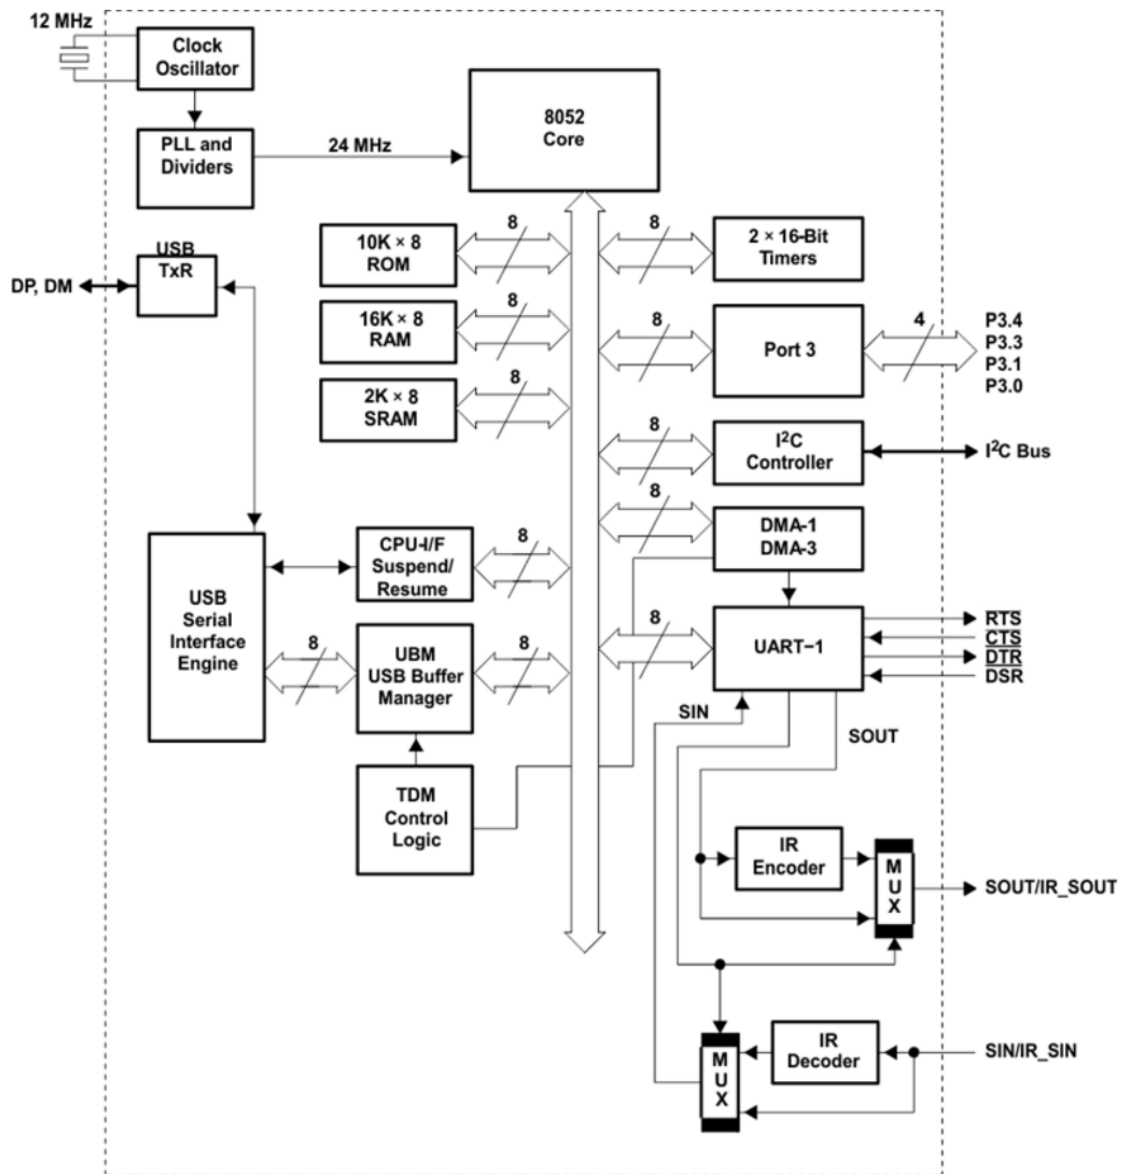 12 MHz
Clock
Oscillator
PLL and
Dividers
24 MHz
8052
Core
10K × 8
ROM
8
8
2 × 16-Bit
Timers
USB
TxR
DP, DM
16K × 8
RAM
8
8
Port 3
4
P3.4
P3.3
P3.1
P3.0
2K × 8
SRAM
8
8
I²C
Controller
I²C Bus
8
DMA-1
DMA-3
USB
Serial
Interface
Engine
CPU-I/F
Suspend/
Resume
8
8
UBM
USB Buffer
Manager
8
8
UART−1
RTS
CTS
DTR
DSR
SIN
SOUT
TDM
Control
Logic
IR
Encoder
M
U
X
SOUT/IR_SOUT
M
U
X
IR
Decoder
SIN/IR_SIN